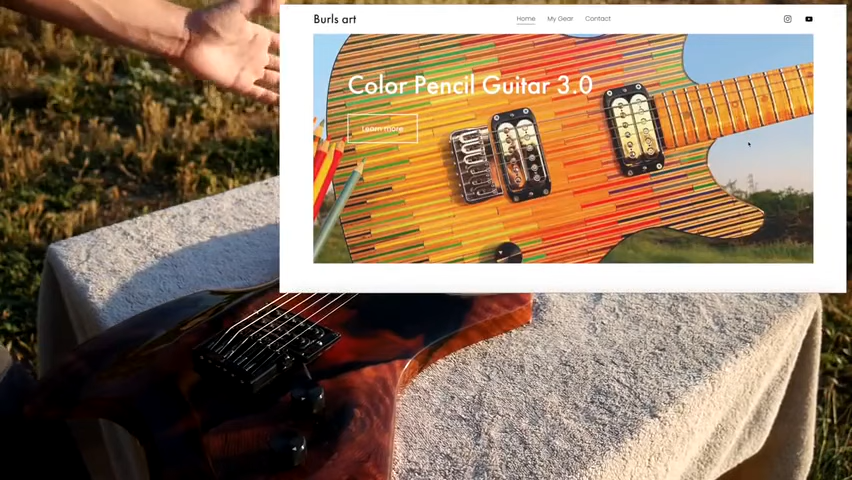 Burls art
Home My Gear Contact
Color Pencil Guitar 3.0
Learn more